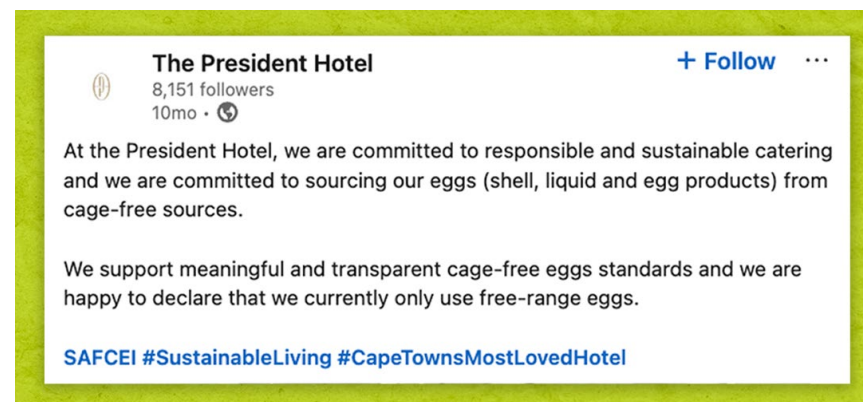 The President Hotel
+ Follow ...
8,151 followers
10mo •
At the President Hotel, we are committed to responsible and sustainable catering
and we are committed to sourcing our eggs (shell, liquid and egg products) from
cage-free sources.
We support meaningful and transparent cage-free eggs standards and we are
happy to declare that we currently only use free-range eggs.
SAFCEI #SustainableLiving #CapeTownsMostLovedHotel